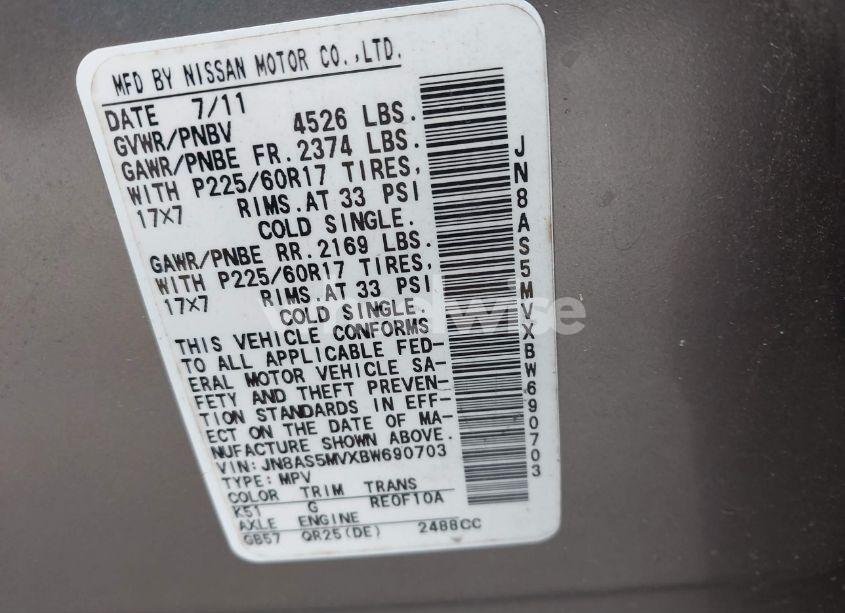 MFD BY NISSAN MOTOR CO.,LTD.
DATE 7/11
GVWR/PNBV 4526 LBS.
GAWR/PNBE FR. 2374 LBS.
WITH P225/60R17 TIRES,
17X7 RIMS.AT 33 PSI
COLD SINGLE.
GAWR/PNBE RR. 2169 LBS.
WITH P225/60R17 TIRES,
17X7 RIMS.AT 33 PSI
COLD SINGLE.
THIS VEHICLE CONFORMS
TO ALL APPLICABLE FED-
ERAL MOTOR VEHICLE SA-
FETY AND THEFT PREVEN-
TION STANDARDS IN EFF-
ECT ON THE DATE OF MA-
NUFACTURE SHOWN ABOVE.
VIN: JN8AS5MVXBW690703
TYPE: MPV
COLOR TRIM TRANS
K51 G RE0F10A
AXLE ENGINE
GB57 QR25(DE) 2488CC
JN8AS5MVXBW690703